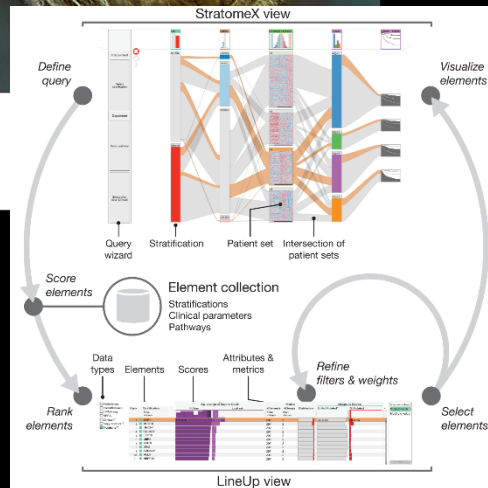 StratomeX view
Define
query
Visualize
elements
Query
wizard
Stratification
Patient set
Intersection of
patient sets
Score
elements
Element collection
Stratifications
Clinical parameters
Pathways
Data
types
Elements
Scores
Attributes &
metrics
Refine
filters & weights
Rank
elements
Select
elements
LineUp view